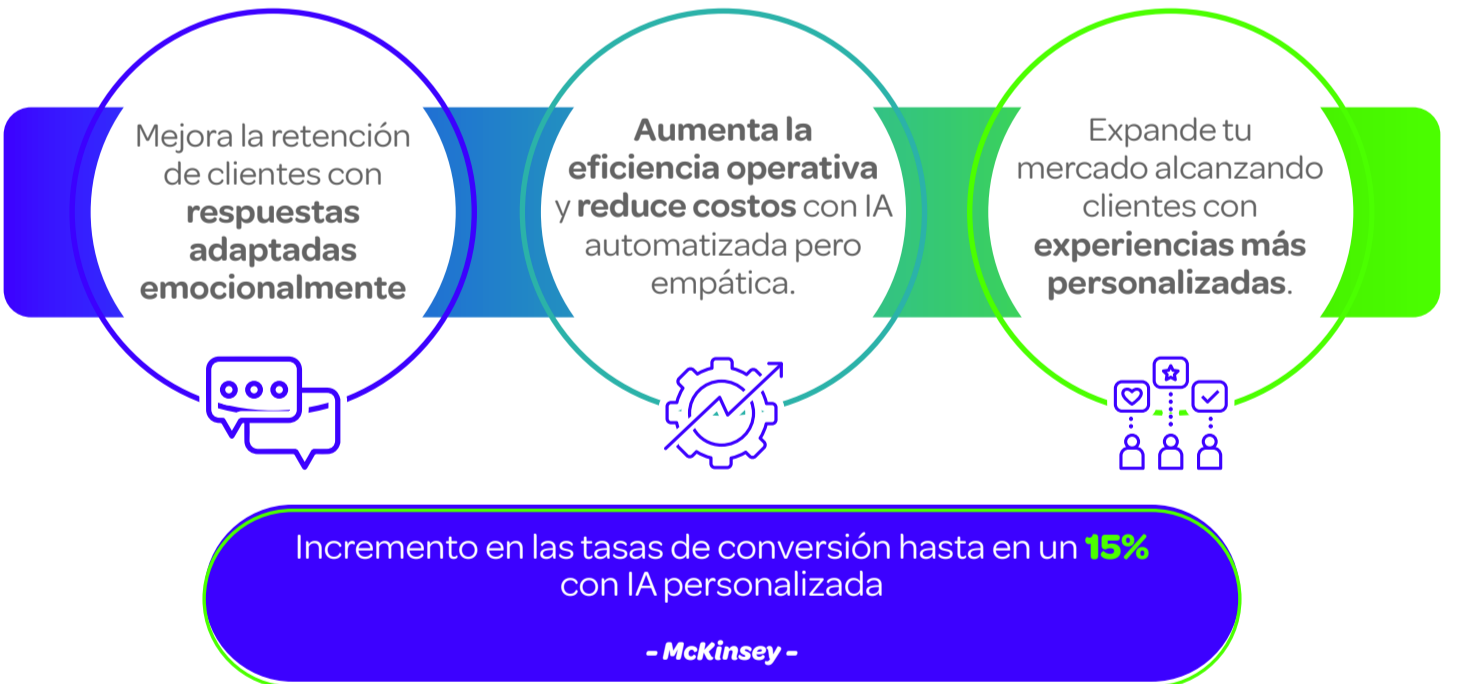 Mejora la retención
de clientes con
respuestas
adaptadas
emocionalmente
Aumenta la
eficiencia operativa
y reduce costos con IA
automatizada pero
empática.
Expande tu
mercado alcanzando
clientes con
experiencias más
personalizadas.
Incremento en las tasas de conversión hasta en un 15%
con IA personalizada
- McKinsey -